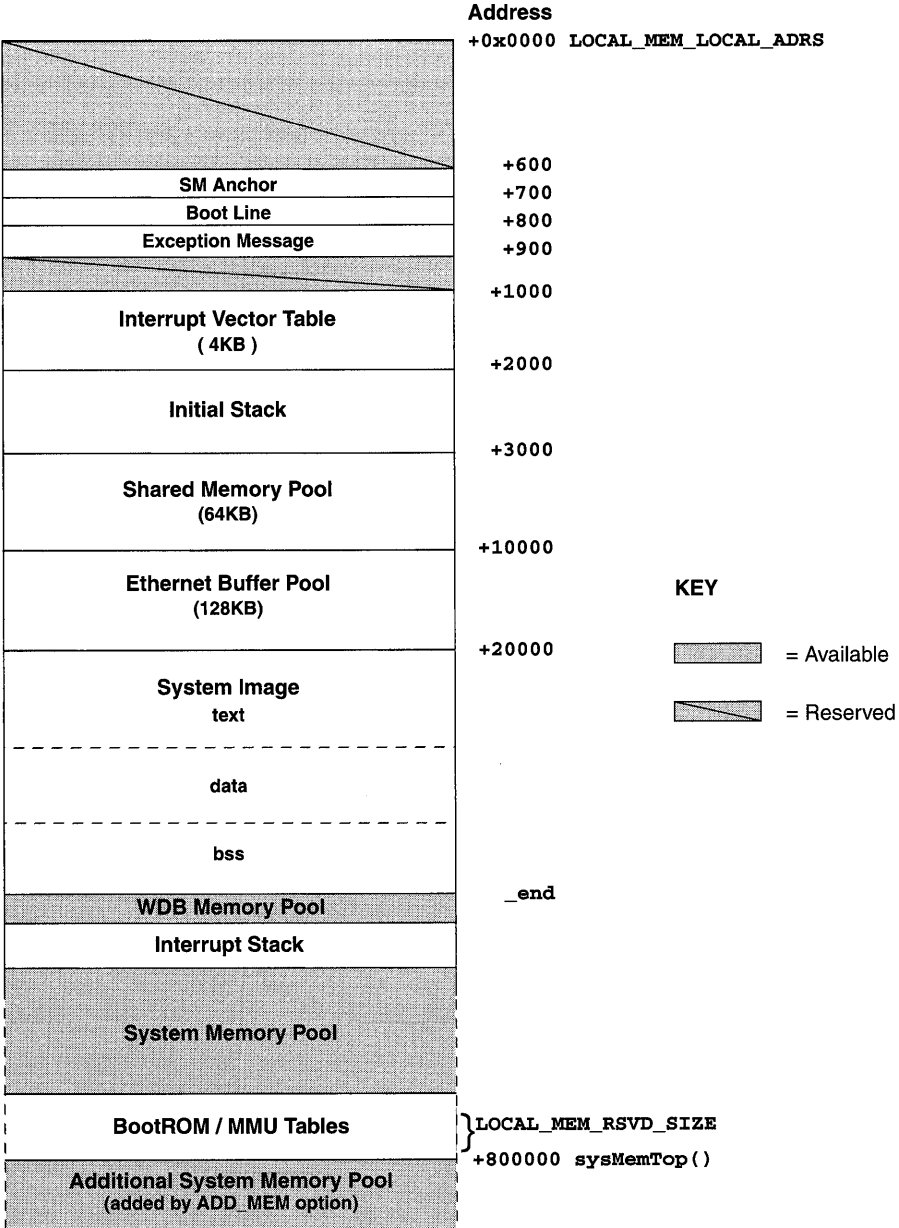 Address
+0x0000 LOCAL_MEM_LOCAL_ADRS
+600
SM Anchor
+700
Boot Line
+800
Exception Message
+900
+1000
Interrupt Vector Table
( 4KB )
+2000
Initial Stack
+3000
Shared Memory Pool
(64KB)
+10000
Ethernet Buffer Pool
(128KB)
KEY
+20000
= Available
System Image
text
= Reserved
data
bss
_end
WDB Memory Pool
Interrupt Stack
System Memory Pool
BootROM / MMU Tables
}LOCAL_MEM_RSVD_SIZE
+800000 sysMemTop()
Additional System Memory Pool
(added by ADD_MEM option)